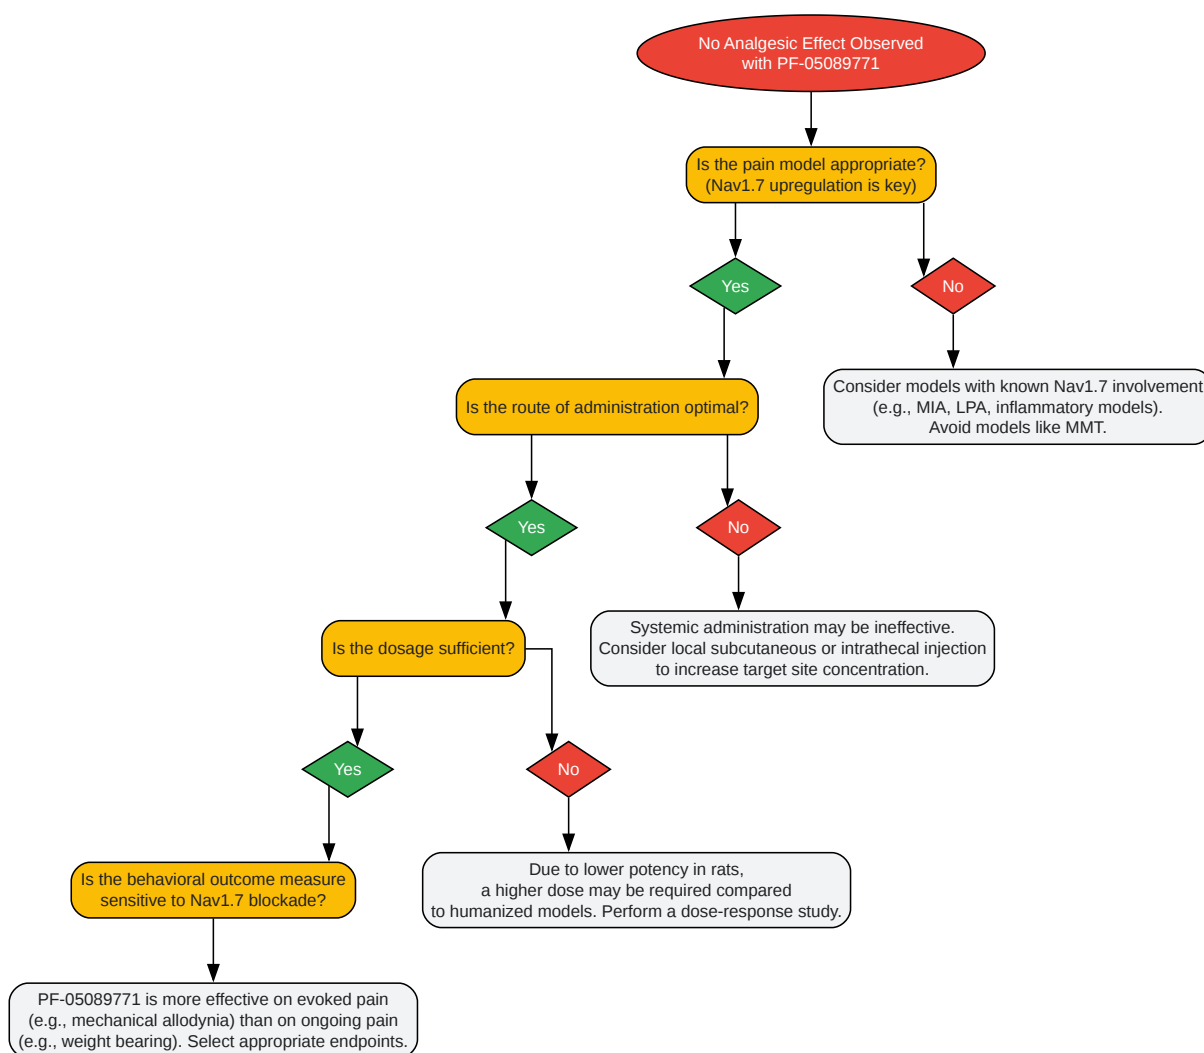 No Analgesic Effect Observed
with PF-05089771
Is the pain model appropriate?
(Nav1.7 upregulation is key)
Yes
No
Consider models with known Nav1.7 involvement
(e.g., MIA, LPA, inflammatory models).
Avoid models like MMT.
Is the route of administration optimal?
Yes
No
Systemic administration may be ineffective.
Consider local subcutaneous or intrathecal injection
to increase target site concentration.
Is the dosage sufficient?
Yes
No
Due to lower potency in rats,
a higher dose may be required compared
to humanized models. Perform a dose-response study.
Is the behavioral outcome measure
sensitive to Nav1.7 blockade?
PF-05089771 is more effective on evoked pain
(e.g., mechanical allodynia) than on ongoing pain
(e.g., weight bearing). Select appropriate endpoints.